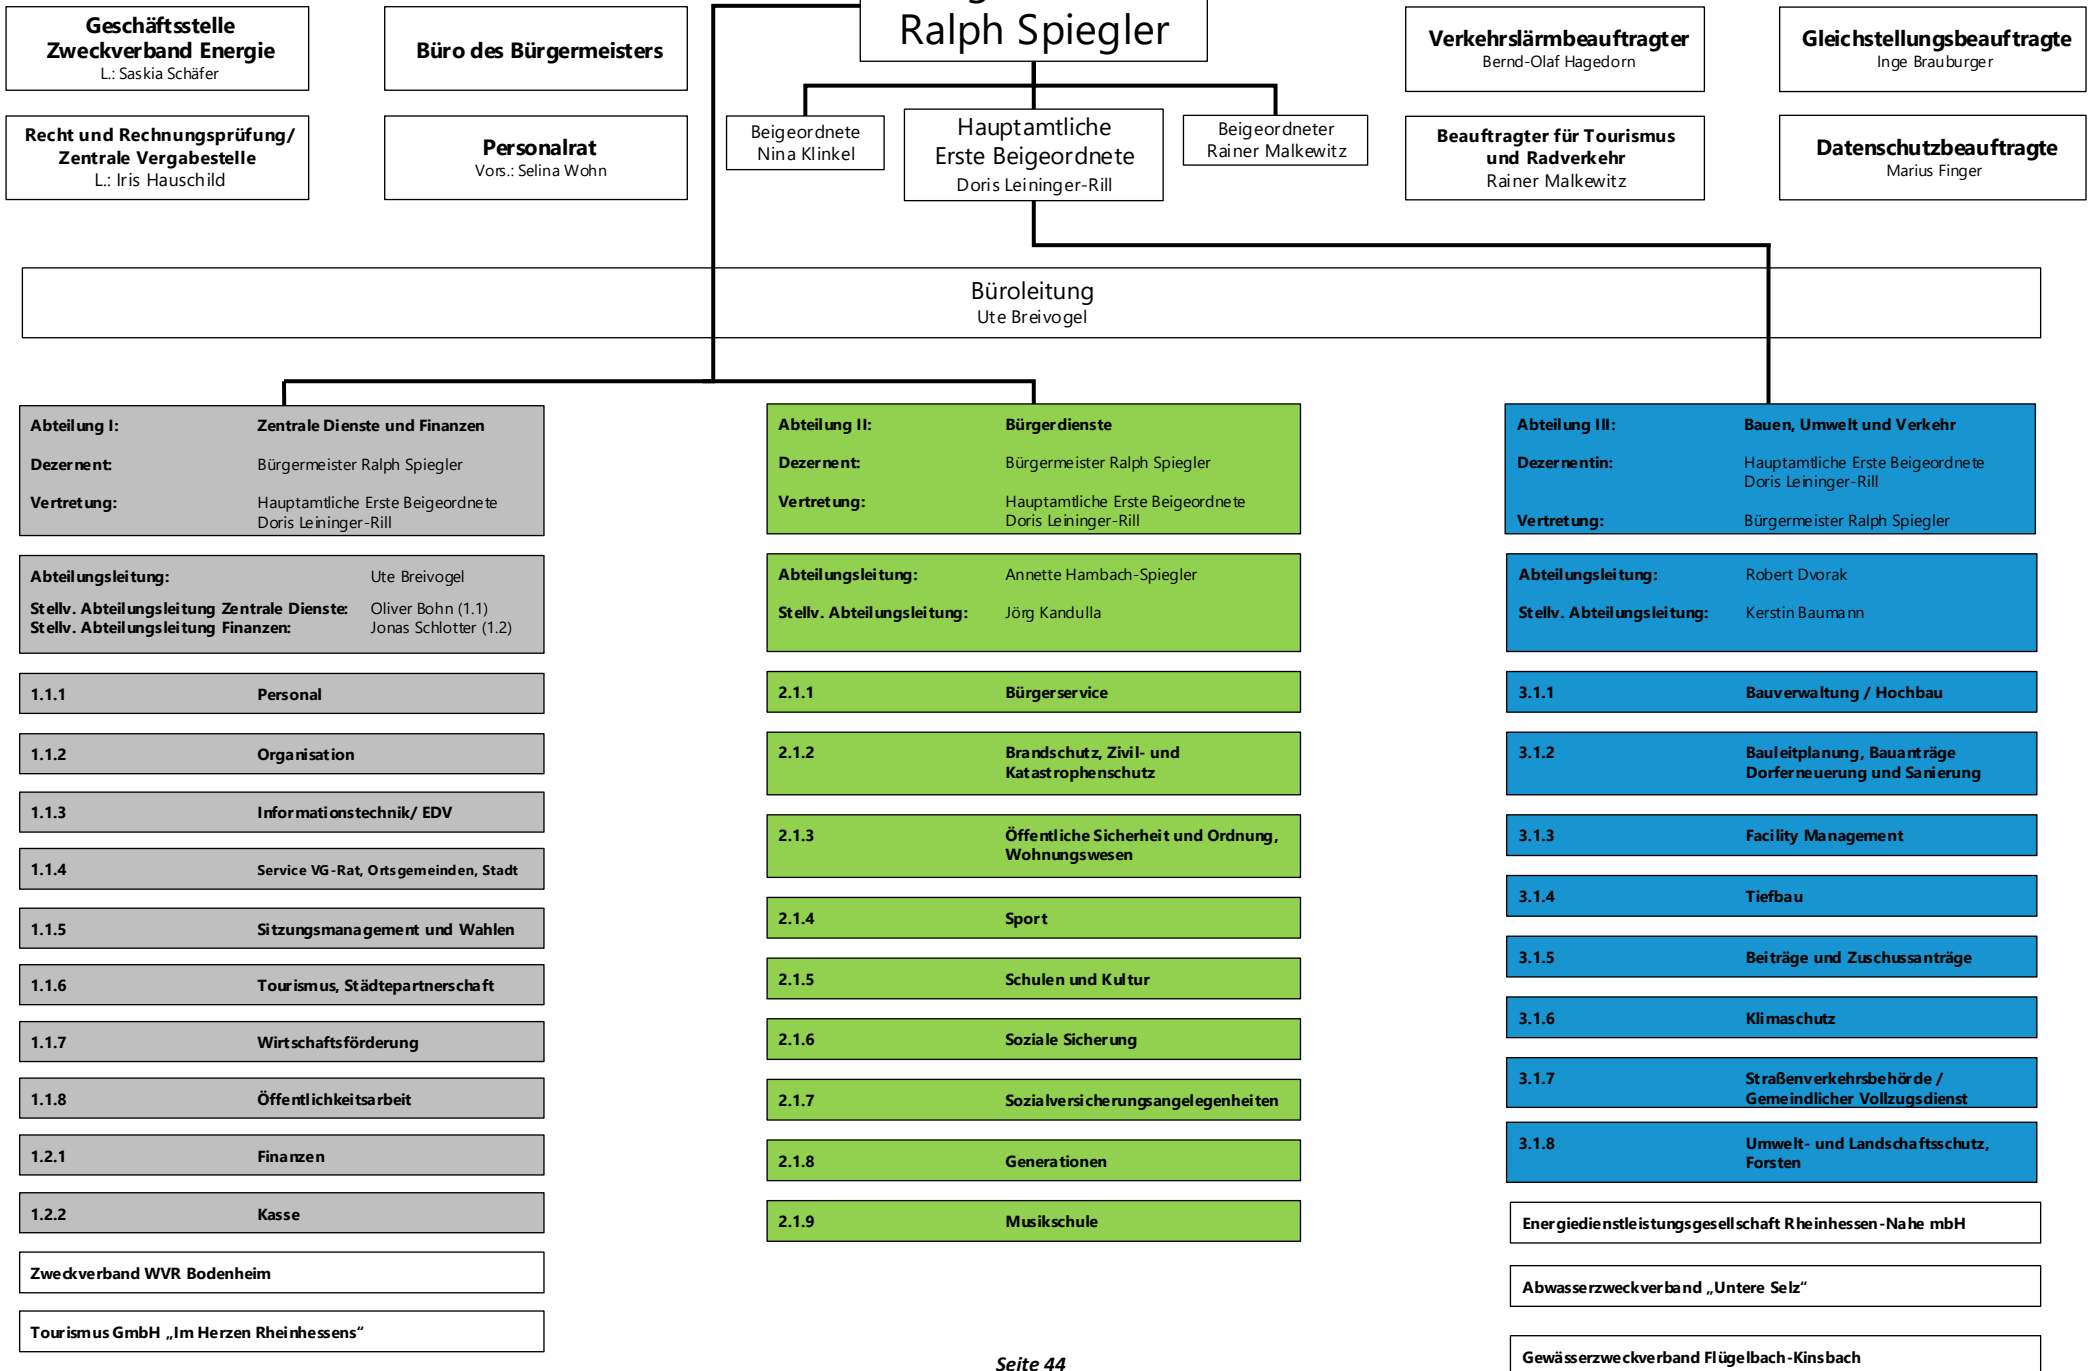 Geschäftsstelle
Zweckverband Energie
L.: Saskia Schäfer
Büro des Bürgermeisters
Ralph Spiegler
Verkehrslärmbeauftragter
Bernd-Olaf Hagedorn
Gleichstellungsbeauftragte
Inge Brauburger
Recht und Rechnungsprüfung/
Zentrale Vergabestelle
L.: Iris Hauschild
Personalrat
Vors.: Selina Wohn
Beigeordnete
Nina Klinkel
Hauptamtliche
Erste Beigeordnete
Doris Leininger-Rill
Beigeordneter
Rainer Malkewitz
Beauftragter für Tourismus
und Radverkehr
Rainer Malkewitz
Datenschutzbeauftragte
Marius Finger
Büroleitung
Ute Breivogel
Abteilung I: Zentrale Dienste und Finanzen
Dezernent: Bürgermeister Ralph Spiegler
Vertretung: Hauptamtliche Erste Beigeordnete
Doris Leininger-Rill
Abteilungsleitung: Ute Breivogel
Stellv. Abteilungsleitung Zentrale Dienste: Oliver Bohn (1.1)
Stellv. Abteilungsleitung Finanzen: Jonas Schlotter (1.2)
1.1.1 Personal
1.1.2 Organisation
1.1.3 Informationstechnik/ EDV
1.1.4 Service VG-Rat, Ortsgemeinden, Stadt
1.1.5 Sitzungsmanagement und Wahlen
1.1.6 Tourismus, Städtepartnerschaft
1.1.7 Wirtschaftsförderung
1.1.8 Öffentlichkeitsarbeit
1.2.1 Finanzen
1.2.2 Kasse
Zweckverband WVR Bodenheim
Tourismus GmbH „Im Herzen Rheinhessens“
Abteilung II: Bürgerdienste
Dezernent: Bürgermeister Ralph Spiegler
Vertretung: Hauptamtliche Erste Beigeordnete
Doris Leininger-Rill
Abteilungsleitung: Annette Hambach-Spiegler
Stellv. Abteilungsleitung: Jörg Kandulla
2.1.1 Bürgerservice
2.1.2 Brandschutz, Zivil- und
Katastrophenschutz
2.1.3 Öffentliche Sicherheit und Ordnung,
Wohnungswesen
2.1.4 Sport
2.1.5 Schulen und Kultur
2.1.6 Soziale Sicherung
2.1.7 Sozialversicherungsangelegenheiten
2.1.8 Generationen
2.1.9 Musikschule
Abteilung III: Bauen, Umwelt und Verkehr
Dezernentin: Hauptamtliche Erste Beigeordnete
Doris Leininger-Rill
Vertretung: Bürgermeister Ralph Spiegler
Abteilungsleitung: Robert Dvorak
Stellv. Abteilungsleitung: Kerstin Baumann
3.1.1 Bauverwaltung / Hochbau
3.1.2 Bauleitplanung, Bauanträge
Dorferneuerung und Sanierung
3.1.3 Facility Management
3.1.4 Tiefbau
3.1.5 Beiträge und Zuschussanträge
3.1.6 Klimaschutz
3.1.7 Straßenverkehrsbehörde /
Gemeindlicher Vollzugsdienst
3.1.8 Umwelt- und Landschaftsschutz,
Forsten
Energiedienstleistungsgesellschaft Rheinhessen-Nahe mbH
Abwasserzweckverband „Untere Selz“
Gewässerzweckverband Flügelbach-Kinsbach
Seite 44